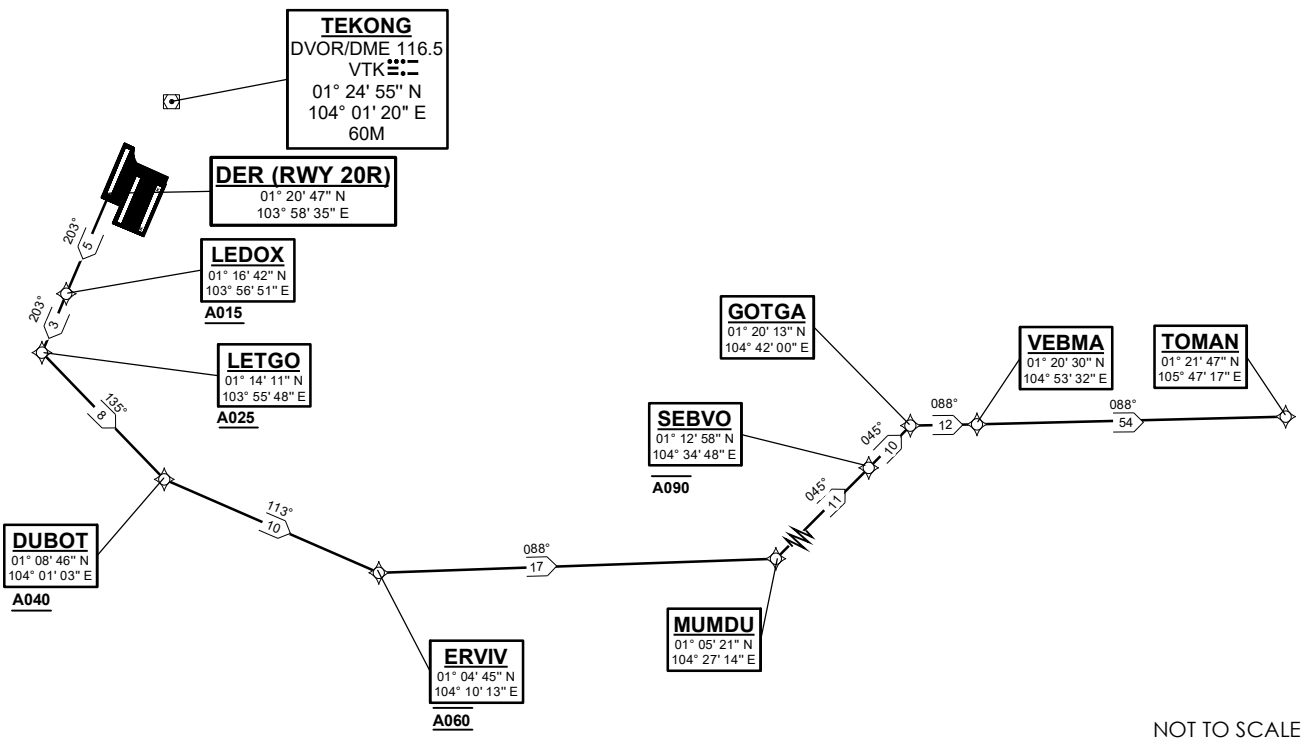 TEKONG
DVOR/DME 116.5
VTK
01° 24' 55" N
104° 01' 20" E
60M
DER (RWY 20R)
01° 20' 47" N
103° 58' 35" E
203°
5
LEDOX
01° 16' 42" N
103° 56' 51" E
A015
203°
3
LETGO
01° 14' 11" N
103° 55' 48" E
A025
135°
8
DUBOT
01° 08' 46" N
104° 01' 03" E
A040
113°
10
ERVIV
01° 04' 45" N
104° 10' 13" E
A060
088°
17
MUMDU
01° 05' 21" N
104° 27' 14" E
045°
11
SEBVO
01° 12' 58" N
104° 34' 48" E
A090
045°
10
GOTGA
01° 20' 13" N
104° 42' 00" E
088°
12
VEBMA
01° 20' 30" N
104° 53' 32" E
088°
54
TOMAN
01° 21' 47" N
105° 47' 17" E
NOT TO SCALE